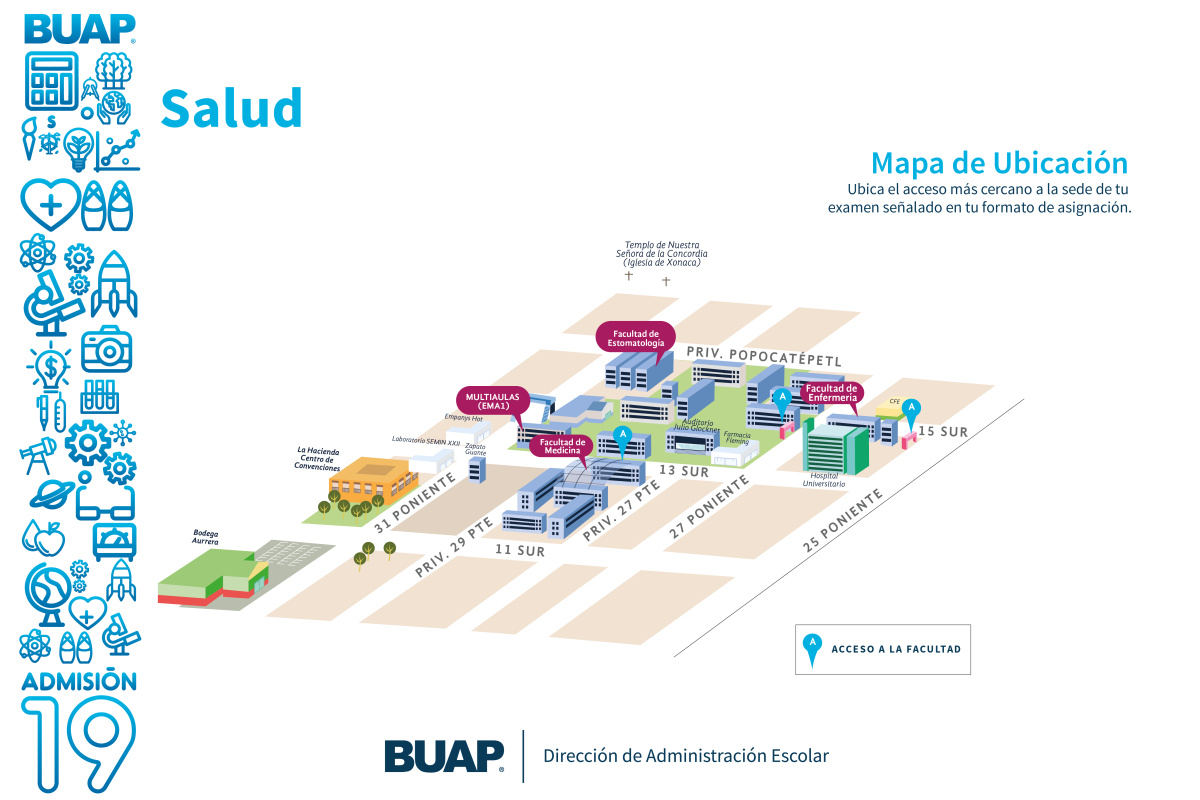 BUAP®
Salud
Mapa de Ubicación
Ubica el acceso más cercano a la sede de tu
examen señalado en tu formato de asignación.
Templo de Nuestra
Señora de la Concordia
(Iglesia de Xonaca)
Facultad de
Estomatología
PRIV. POPOCATÉPETL
MULTIAULAS
(EMA1)
Facultad de
Enfermería
A
CFE
A
15 SUR
Empanys Hot
Auditorio
Julio Glockner
Farmacia
Fleming
Laboratorio SEMIN XXII
Zapato
Guante
Facultad de
Medicina
A
La Hacienda
Centro de
Convenciones
13 SUR
Hospital
Universitario
31 PONIENTE
PRIV. 29 PTE
PRIV. 27 PTE
27 PONIENTE
25 PONIENTE
11 SUR
Bodega
Aurrera
A
ACCESO A LA FACULTAD
ADMISIÓN
19
BUAP®
Dirección de Administración Escolar